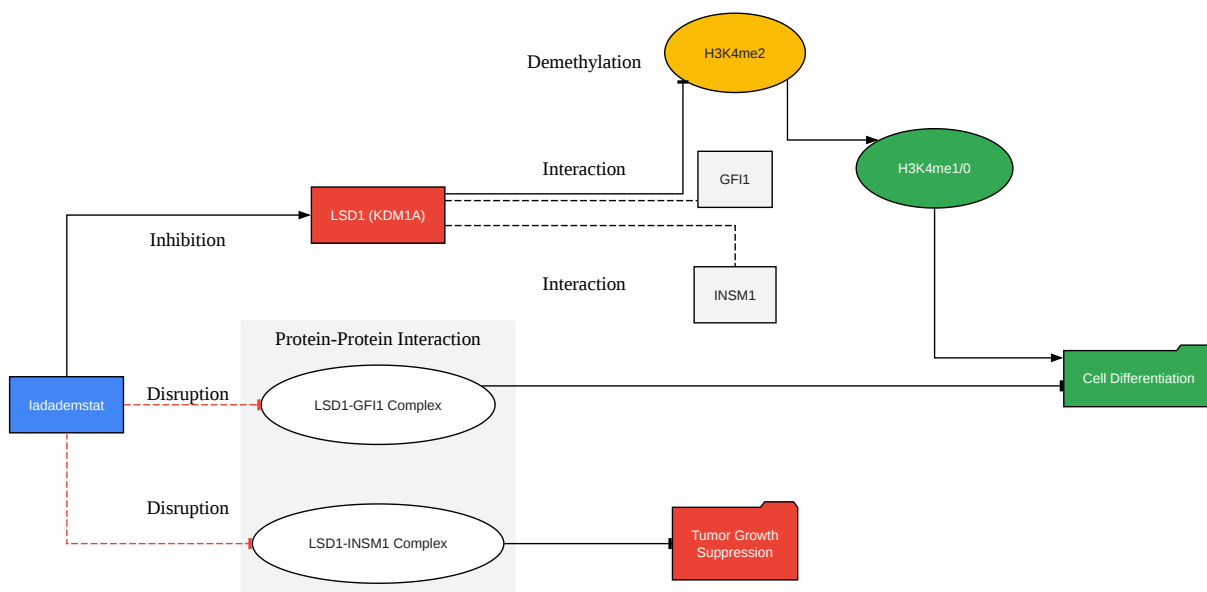 H3K4me2
Demethylation
H3K4me1/0
Interaction
GFI1
LSD1 (KDM1A)
Inhibition
Interaction
INSM1
Protein-Protein Interaction
Cell Differentiation
Disruption
Iadademstat
LSD1-GFI1 Complex
Disruption
LSD1-INSM1 Complex
Tumor Growth
Suppression